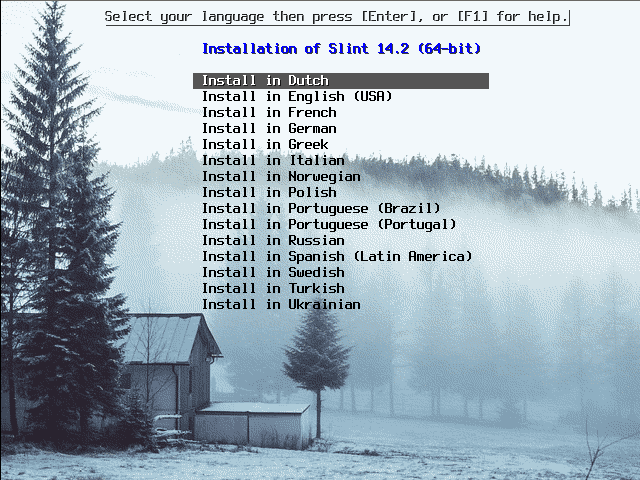 Select your language then press [Enter], or [F1] for help.
Installation of Slint 14.2 (64-bit)
Install in Dutch
Install in English (USA)
Install in French
Install in German
Install in Greek
Install in Italian
Install in Norwegian
Install in Polish
Install in Portuguese (Brazil)
Install in Portuguese (Portugal)
Install in Russian
Install in Spanish (Latin America)
Install in Swedish
Install in Turkish
Install in Ukrainian